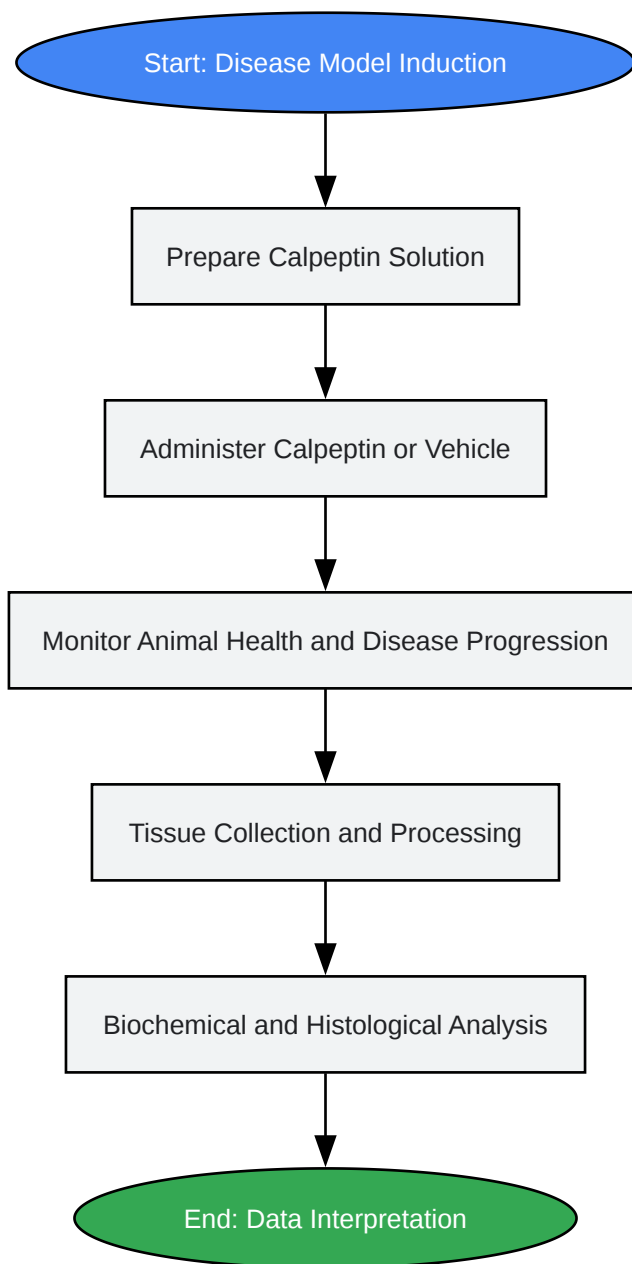 Start: Disease Model Induction
Prepare Calpeptin Solution
Administer Calpeptin or Vehicle
Monitor Animal Health and Disease Progression
Tissue Collection and Processing
Biochemical and Histological Analysis
End: Data Interpretation